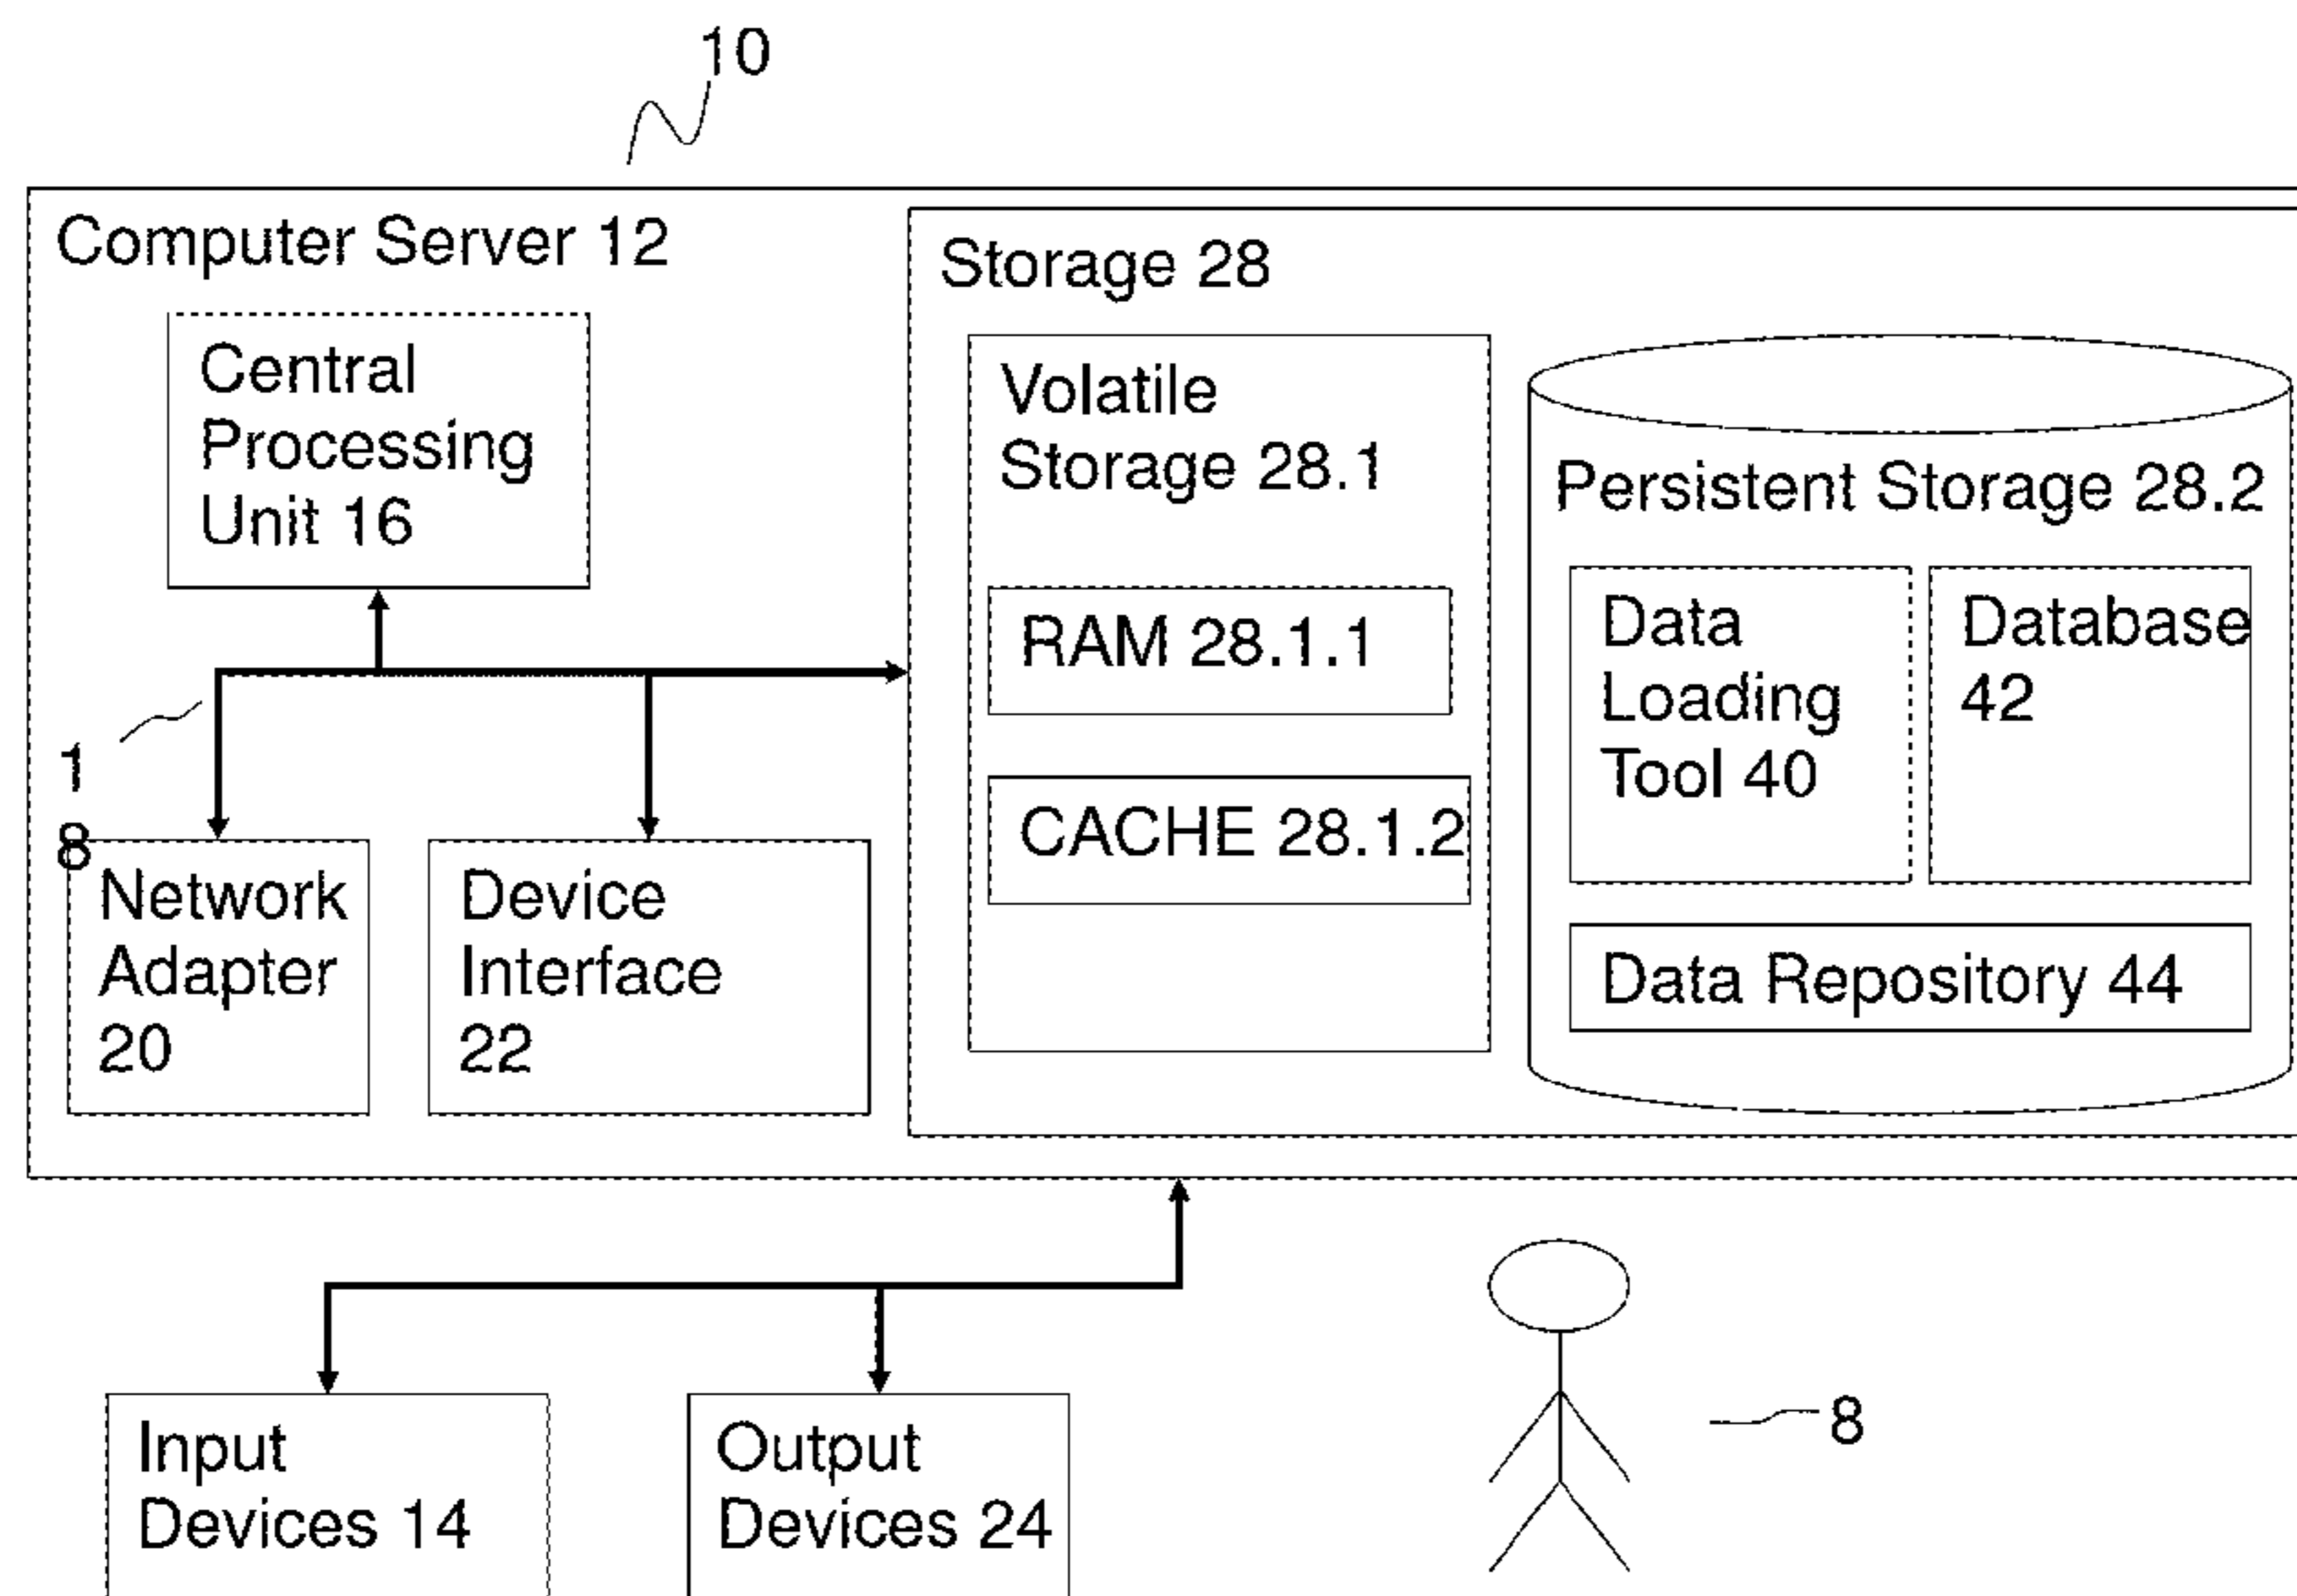 10
Computer Server 12
Central
Processing
Unit 16
1
8
Network
Adapter
20
Device
Interface
22
Storage 28
Volatile
Storage 28.1
RAM 28.1.1
CACHE 28.1.2
Persistent Storage 28.2
Data
Loading
Tool 40
Database
42
Data Repository 44
Input
Devices 14
Output
Devices 24
8